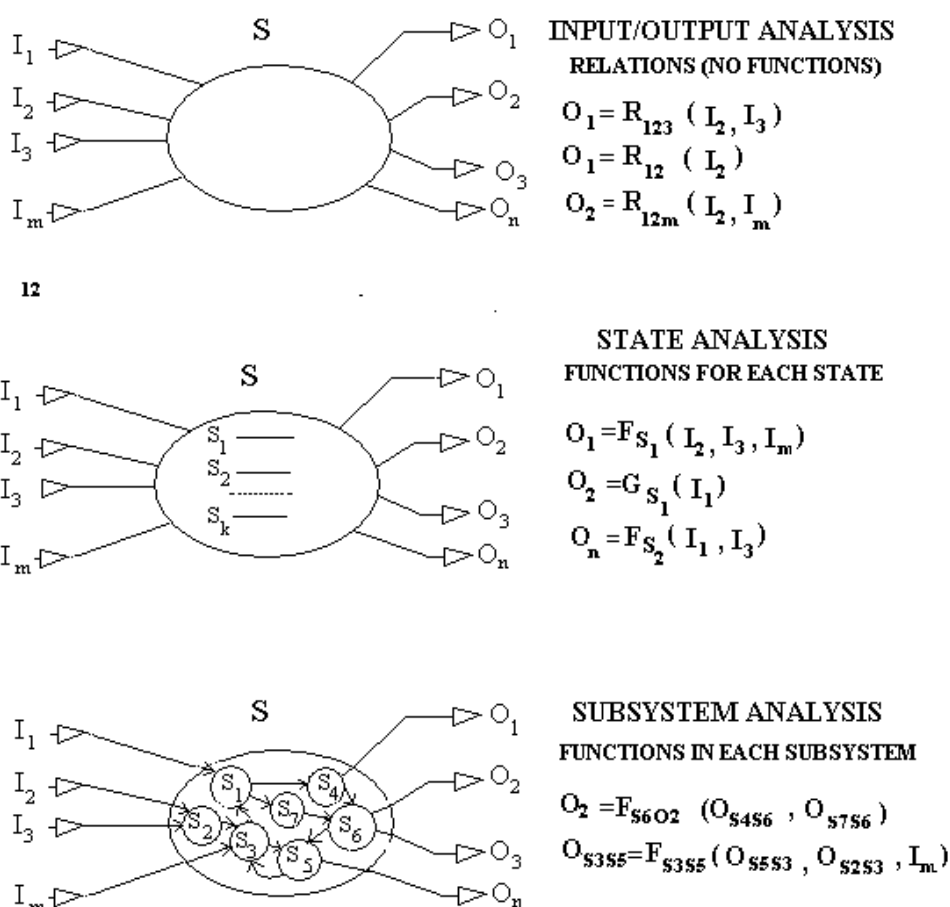 S
I1
I2
I3
Im
O1
O2
O3
On
INPUT/OUTPUT ANALYSIS
RELATIONS (NO FUNCTIONS)
O1 = R123 ( I2, I3 )
O1 = R12 ( I2 )
O2 = R12m ( I2, Im )
12
S
I1
I2
I3
Im
S1
S2
Sk
O1
O2
O3
On
STATE ANALYSIS
FUNCTIONS FOR EACH STATE
O1 =FS1 ( I2, I3, Im )
O2 =GS1 ( I1 )
On = FS2 ( I1 , I3 )
S
I1
I2
I3
Im
S1
S4
S7
S2
S3
S6
S5
O1
O2
O3
On
SUBSYSTEM ANALYSIS
FUNCTIONS IN EACH SUBSYSTEM
O2 =FS6O2 (OS4S6 , OS7S6 )
OS3S5=FS3S5 ( OS5S3 , OS2S3 , Im )